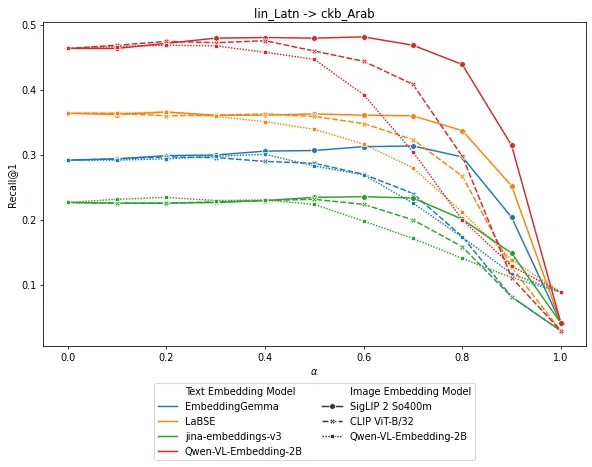 lin_Latn -> ckb_Arab
Recall@1
0.5
0.4
0.3
0.2
0.1
0.0 0.2 0.4 0.6 0.8 1.0
α
Text Embedding Model Image Embedding Model
EmbeddingGemma SigLIP 2 So400m
LaBSE CLIP ViT-B/32
jina-embeddings-v3 Qwen-VL-Embedding-2B
Qwen-VL-Embedding-2B